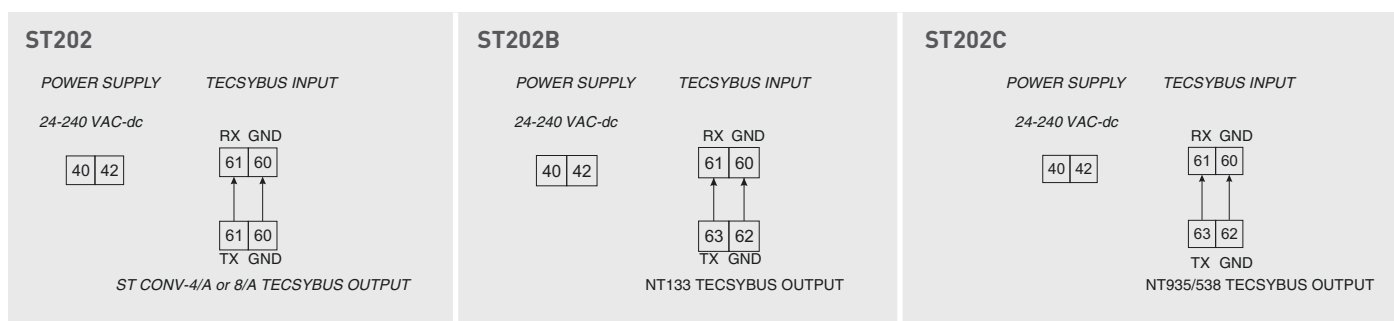 ST202
POWER SUPPLY TECSYBUS INPUT
24-240 VAC-dc
RX GND
40 42
61 60
61 60
TX GND
ST CONV-4/A or 8/A TECSYBUS OUTPUT
ST202B
POWER SUPPLY TECSYBUS INPUT
24-240 VAC-dc
RX GND
40 42
61 60
63 62
TX GND
NT133 TECSYBUS OUTPUT
ST202C
POWER SUPPLY TECSYBUS INPUT
24-240 VAC-dc
RX GND
40 42
61 60
63 62
TX GND
NT935/538 TECSYBUS OUTPUT